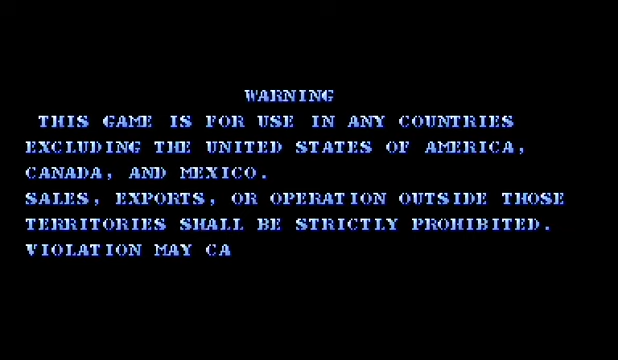 WARNING
THIS GAME IS FOR USE IN ANY COUNTRIES
EXCLUDING THE UNITED STATES OF AMERICA,
CANADA, AND MEXICO.
SALES, EXPORTS, OR OPERATION OUTSIDE THOSE
TERRITORIES SHALL BE STRICTLY PROHIBITED.
VIOLATION MAY CA